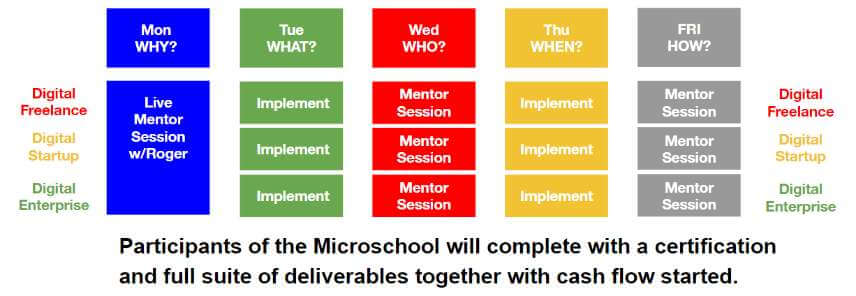 Mon
WHY?
Tue
WHAT?
Wed
WHO?
Thu
WHEN?
FRI
HOW?
Digital
Freelance
Live
Mentor
Session
w/Roger
Implement
Mentor
Session
Implement
Mentor
Session
Digital
Freelance
Digital
Startup
Implement
Mentor
Session
Implement
Mentor
Session
Digital
Startup
Digital
Enterprise
Implement
Mentor
Session
Implement
Mentor
Session
Digital
Enterprise
Participants of the Microschool will complete with a certification
and full suite of deliverables together with cash flow started.